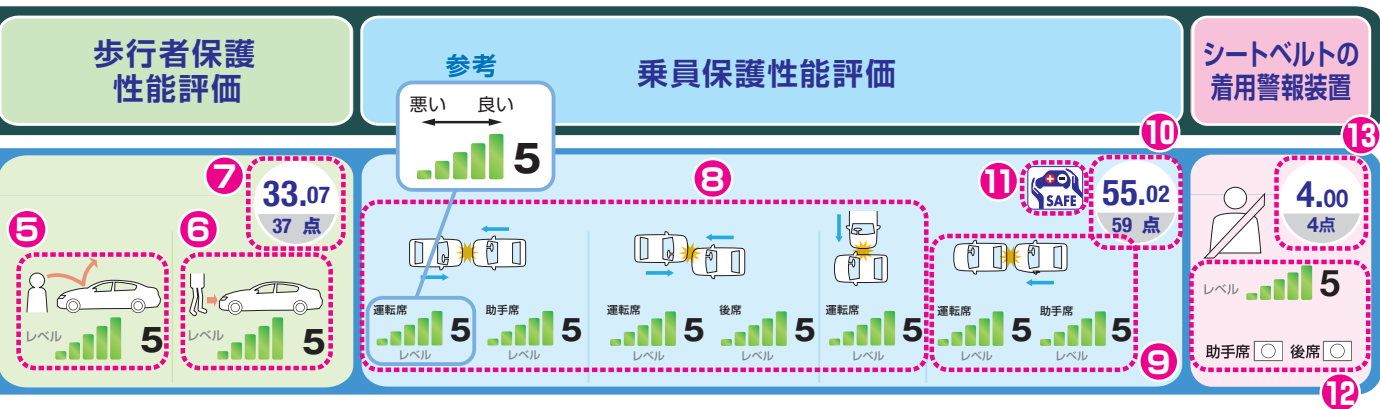 歩行者保護
性能評価
参考
悪い 良い
5
乗員保護性能評価
シートベルトの
着用警報装置
⑦
33.07
37 点
⑤
レベル 5
⑥
レベル 5
⑧
運転席 5
レベル
助手席 5
レベル
運転席 5
レベル
後席 5
レベル
運転席 5
レベル
⑪
SAFE
⑩
55.02
59 点
運転席 5
レベル
助手席 5
レベル
⑨
⑬
4.00
4点
レベル 5
助手席 ○ 後席 ○
⑫